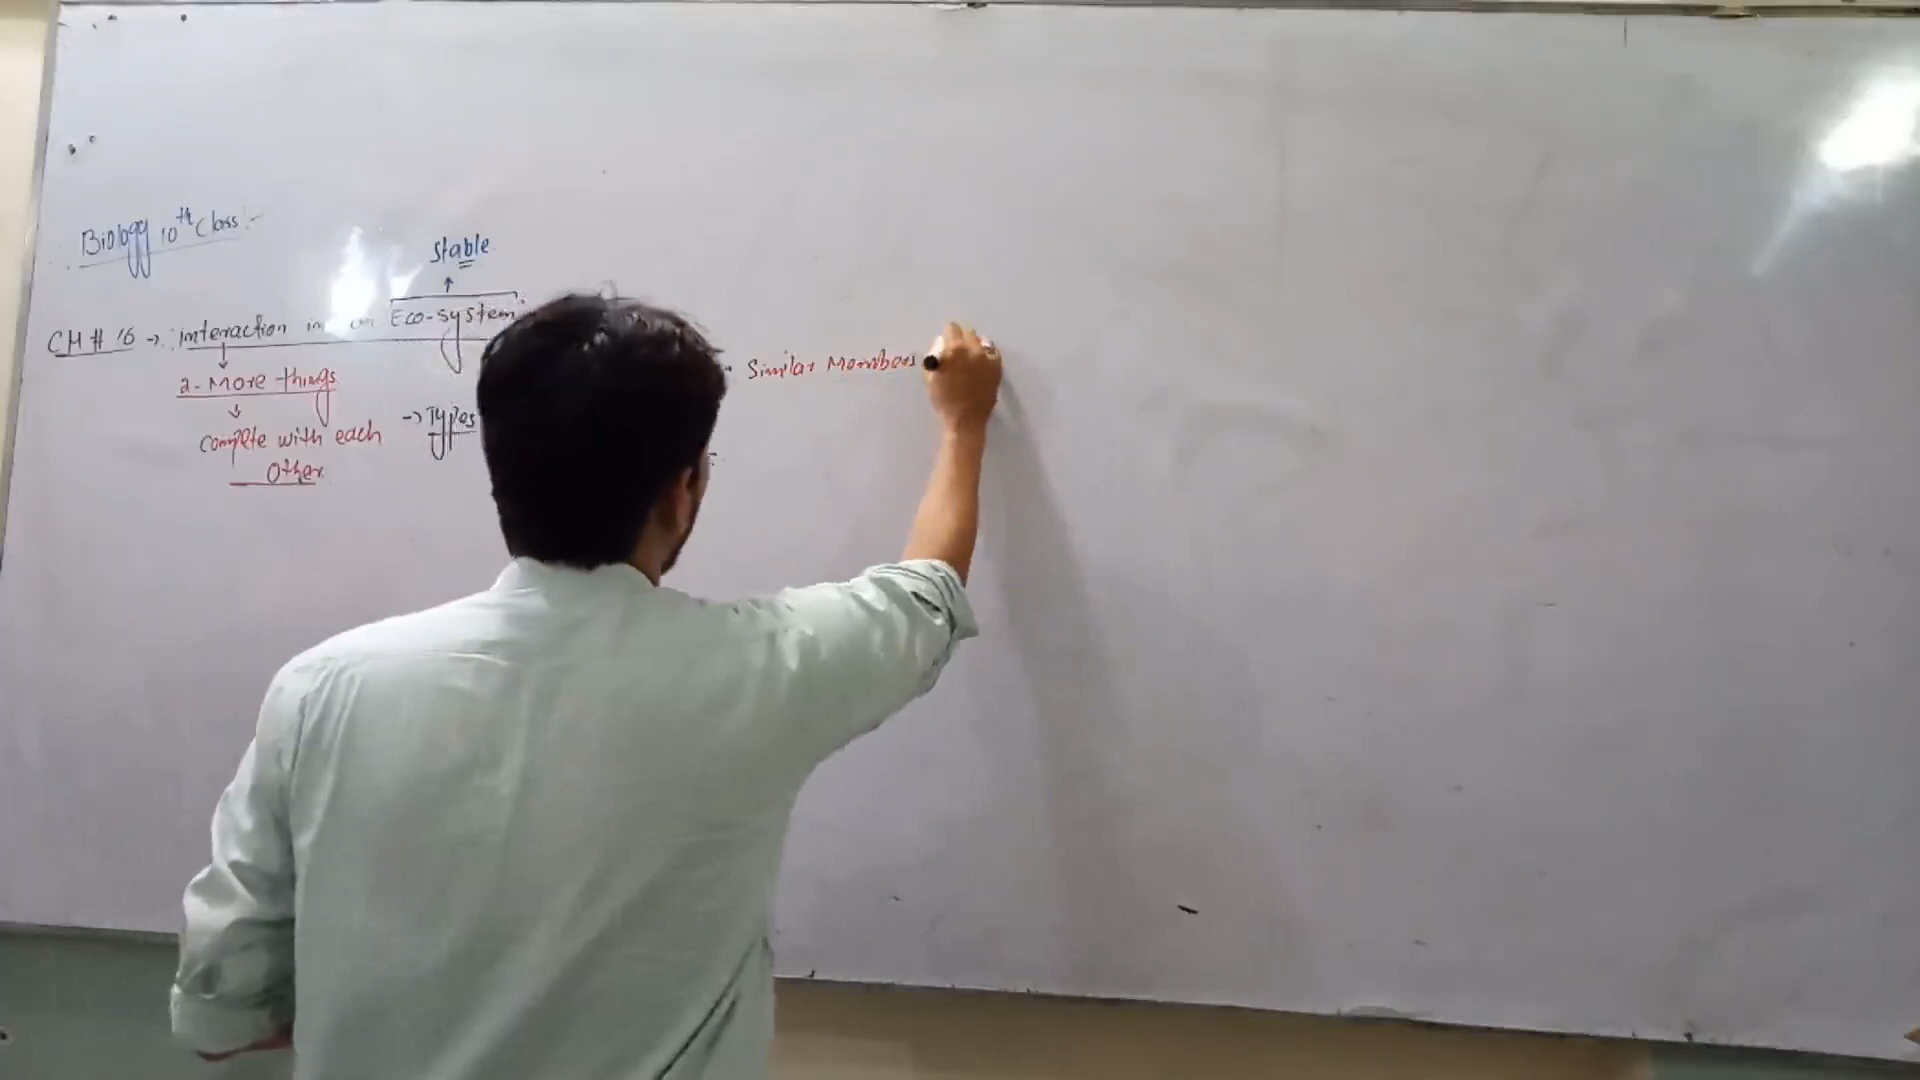 Biology 10th Class:-
Stable
CH # 16 → interaction in an Eco-system
2- More things
compete with each
Other.
→ Types
Similar Members